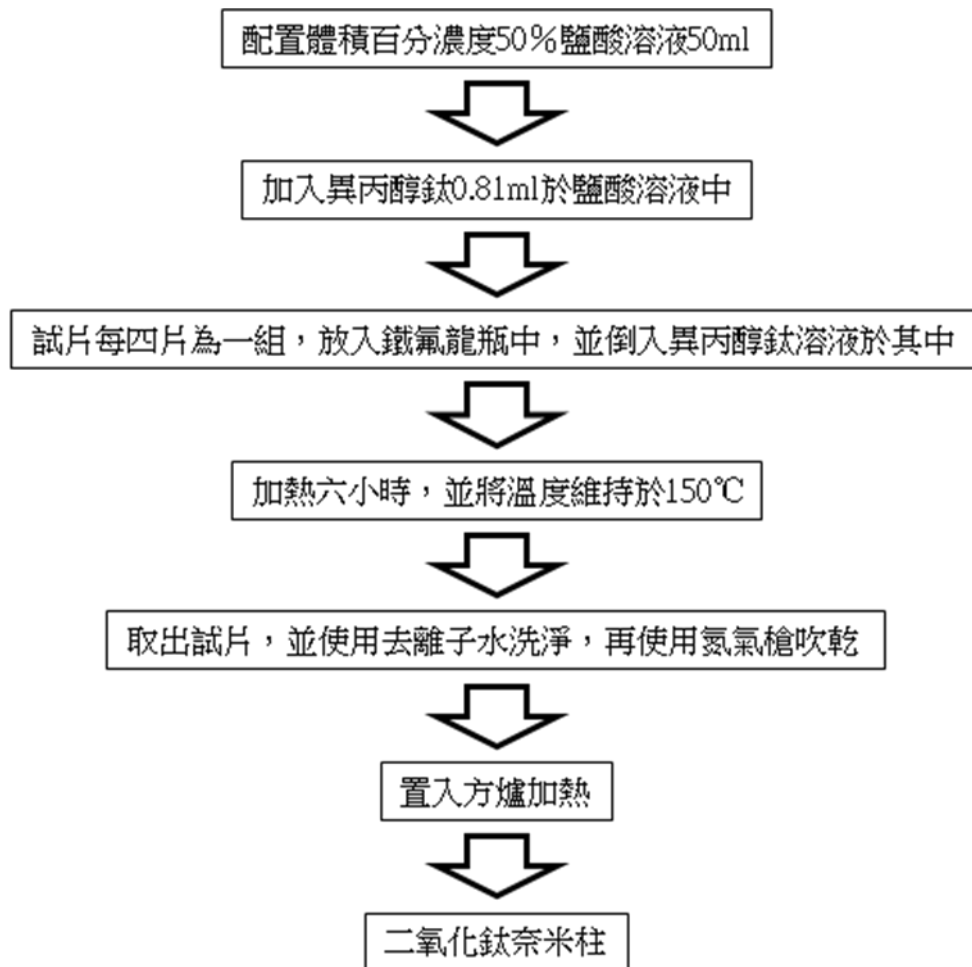 配置體積百分濃度50%鹽酸溶液50ml
加入異丙醇鈦0.81ml於鹽酸溶液中
試片每四片為一組，放入鐵氟龍瓶中，並倒入異丙醇鈦溶液於其中
加熱六小時，並將溫度維持於150℃
取出試片，並使用去離子水洗淨，再使用氮氣槍吹乾
置入方爐加熱
二氧化鈦奈米柱